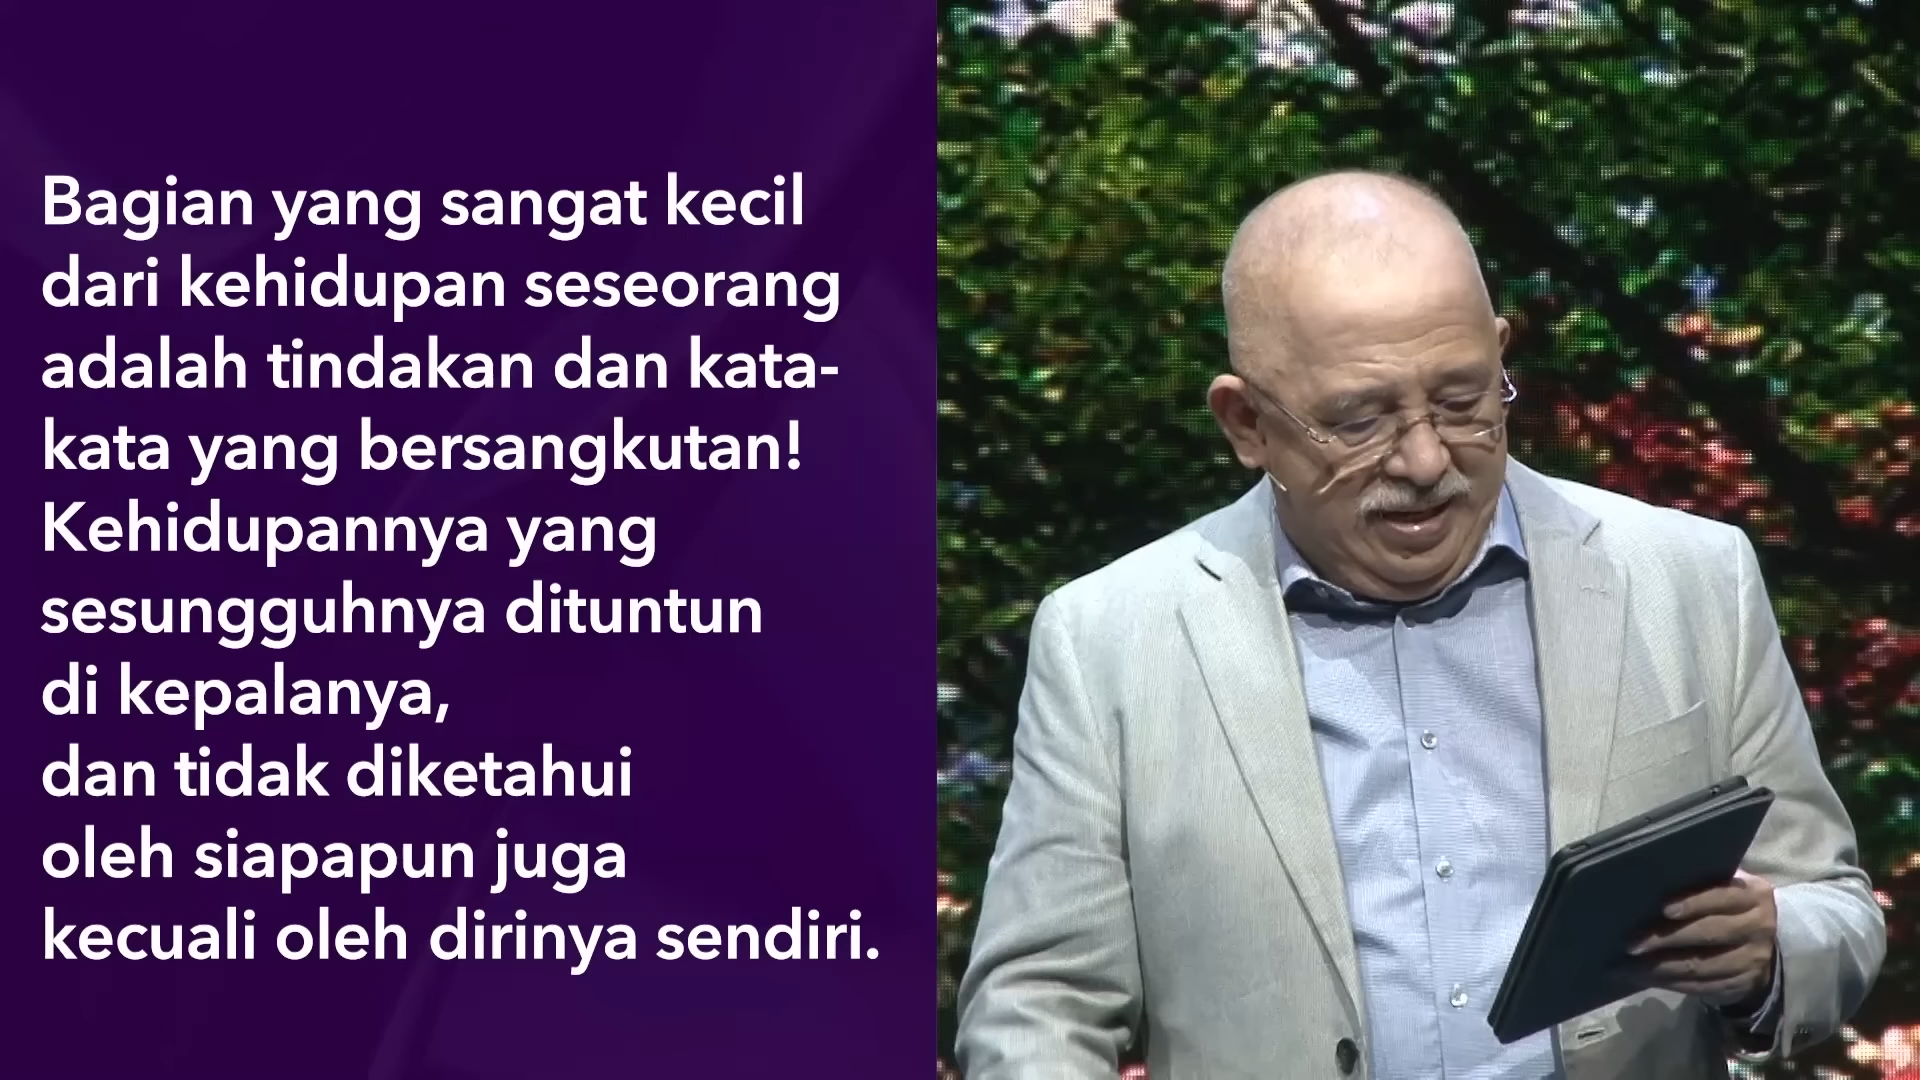 Bagian yang sangat kecil
dari kehidupan seseorang
adalah tindakan dan kata-
kata yang bersangkutan!
Kehidupannya yang
sesungguhnya dituntun
di kepalanya,
dan tidak diketahui
oleh siapapun juga
kecuali oleh dirinya sendiri.